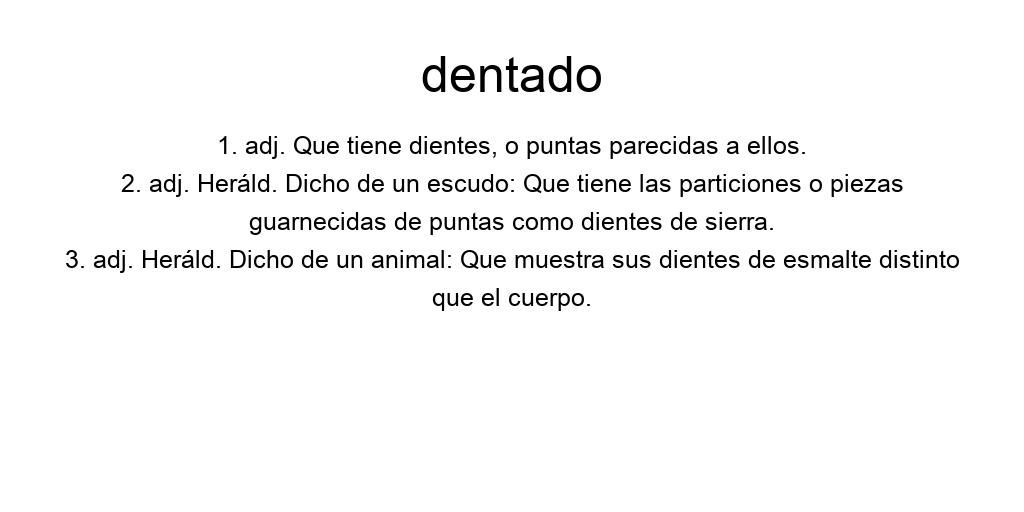 dentado
1. adj. Que tiene dientes, o puntas parecidas a ellos.
2. adj. Heráld. Dicho de un escudo: Que tiene las particiones o piezas
guarnecidas de puntas como dientes de sierra.
3. adj. Heráld. Dicho de un animal: Que muestra sus dientes de esmalte distinto
que el cuerpo.